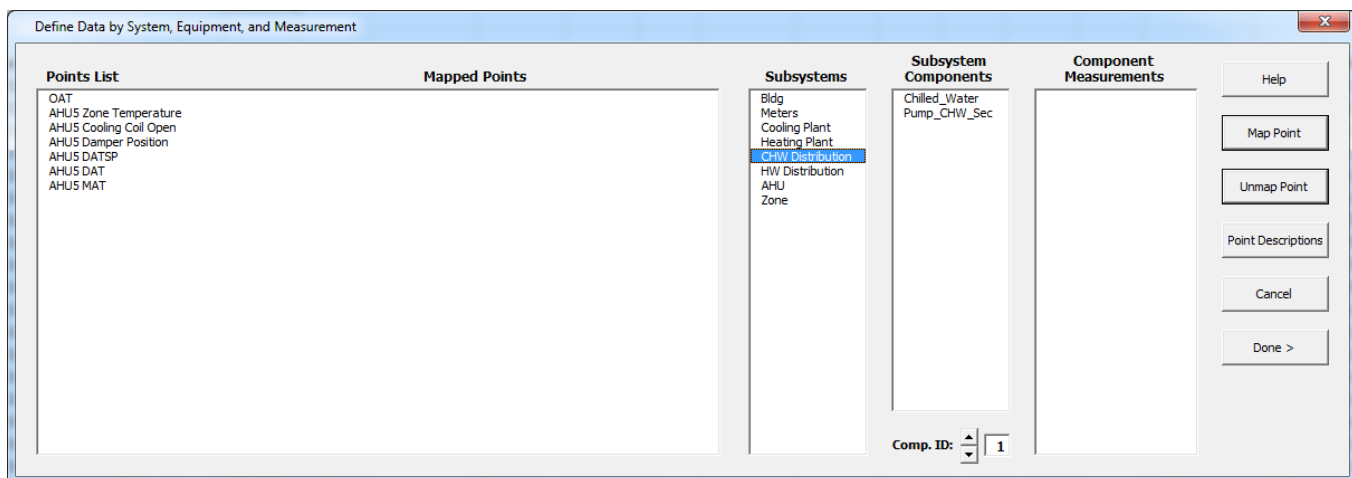 Define Data by System, Equipment, and Measurement
Points List
Mapped Points
Subsystems
Subsystem
Components
Component
Measurements
OAT
AHU5 Zone Temperature
AHU5 Cooling Coil Open
AHU5 Damper Position
AHU5 DATSP
AHU5 DAT
AHU5 MAT
Bldg
Meters
Cooling Plant
Heating Plant
CHW Distribution
HW Distribution
AHU
Zone
Chilled_Water
Pump_CHW_Sec
Comp. ID:
1
Help
Map Point
Unmap Point
Point Descriptions
Cancel
Done >